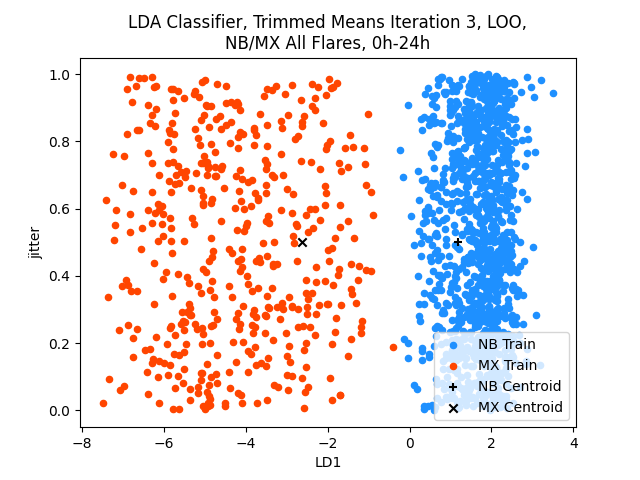 LDA Classifier, Trimmed Means Iteration 3, LOO,
NB/MX All Flares, 0h-24h
1.0
0.8
0.6
0.4
0.2
0.0
jitter
−8
−6
−4
−2
0
2
4
LD1
NB Train
MX Train
NB Centroid
MX Centroid